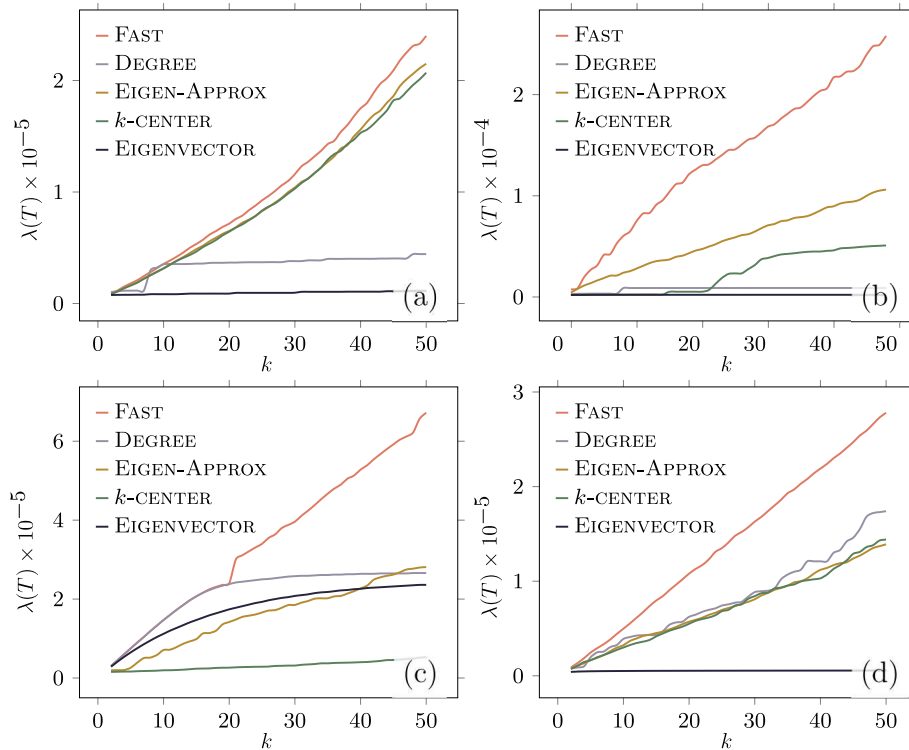 FAST
DEGREE
EIGEN-APPROX
k-CENTER
EIGENVECTOR
2
1
0
λ(T) × 10−5
0 10 20 30 40 50
k
(a)
FAST
DEGREE
EIGEN-APPROX
k-CENTER
EIGENVECTOR
2
1
0
λ(T) × 10−4
0 10 20 30 40 50
k
(b)
FAST
DEGREE
EIGEN-APPROX
k-CENTER
EIGENVECTOR
6
4
2
0
λ(T) × 10−5
0 10 20 30 40 50
k
(c)
FAST
DEGREE
EIGEN-APPROX
k-CENTER
EIGENVECTOR
3
2
1
0
λ(T) × 10−5
0 10 20 30 40 50
k
(d)